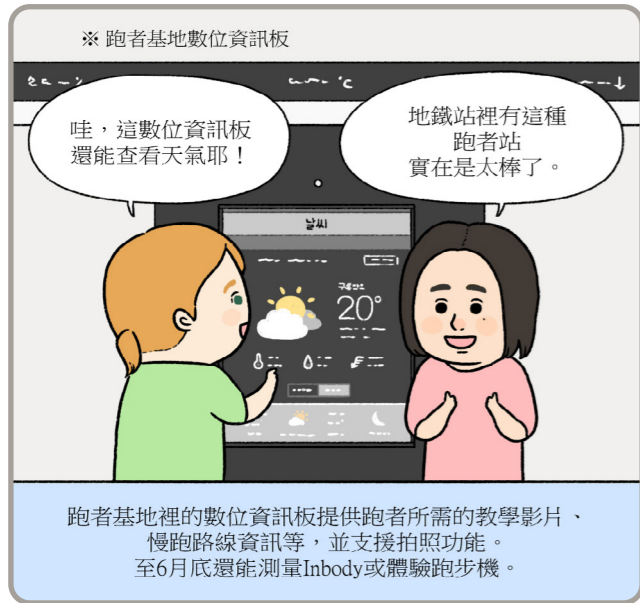 ※ 跑者基地數位資訊板
哇，這數位資訊板
還能查看天氣耶！
地鐵站裡有這種
跑者站
實在是太棒了。
날씨
구름많음
20°
跑者基地裡的數位資訊板提供跑者所需的教學影片、
慢跑路線資訊等，並支援拍照功能。
至6月底還能測量Inbody或體驗跑步機。